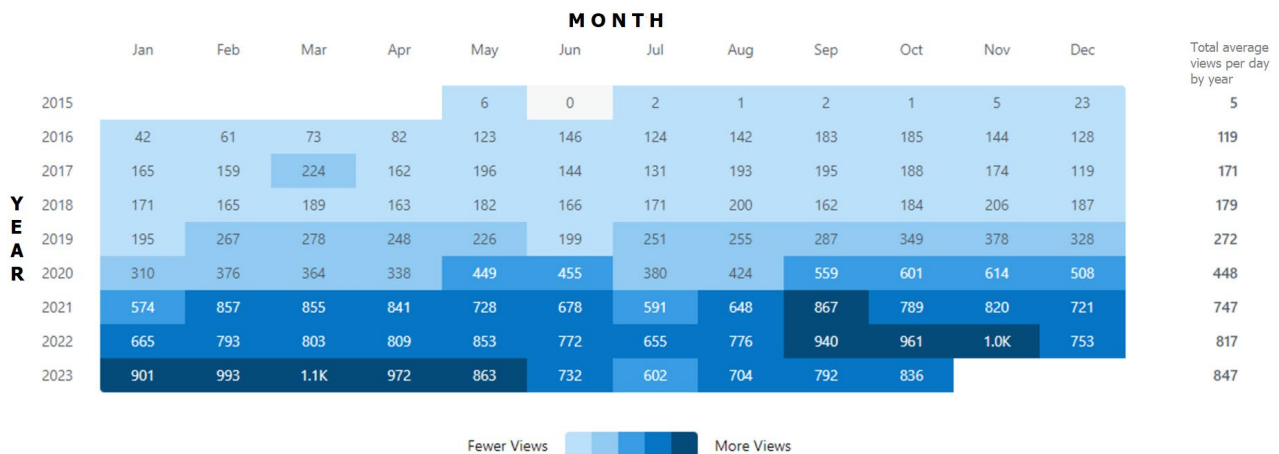 MONTH
Jan Feb Mar Apr May Jun Jul Aug Sep Oct Nov Dec
Total average
views per day
by year
YEAR
2015 6 0 2 1 2 1 5 23 5
2016 42 61 73 82 123 146 124 142 183 185 144 128 119
2017 165 159 224 162 196 144 131 193 195 188 174 119 171
2018 171 165 189 163 182 166 171 200 162 184 206 187 179
2019 195 267 278 248 226 199 251 255 287 349 378 328 272
2020 310 376 364 338 449 455 380 424 559 601 614 508 448
2021 574 857 855 841 728 678 591 648 867 789 820 721 747
2022 665 793 803 809 853 772 655 776 940 961 1.0K 753 817
2023 901 993 1.1K 972 863 732 602 704 792 836 847
Fewer Views More Views